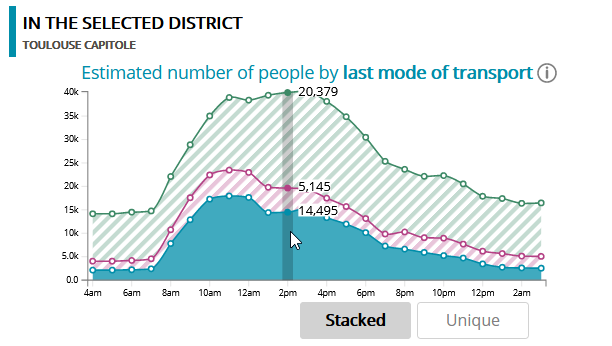 IN THE SELECTED DISTRICT
TOULOUSE CAPITOLE
Estimated number of people by last mode of transport i
40k
20,379
35k
30k
25k
20k
5,145
15k
14,495
10k
5.0k
0.0
4am 6am 8am 10am 12am 2pm 4pm 6pm 8pm 10pm 12pm 2am
Stacked Unique